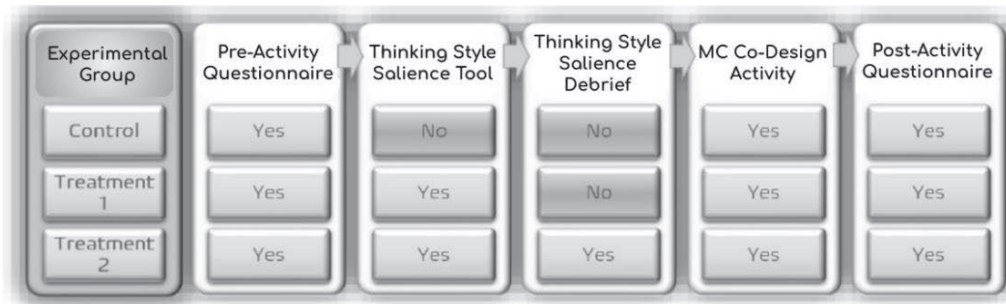 Experimental
Group
Pre-Activity
Questionnaire
Thinking Style
Salience Tool
Thinking Style
Salience
Debrief
MC Co-Design
Activity
Post-Activity
Questionnaire
Control
Yes
No
No
Yes
Yes
Treatment
1
Yes
Yes
No
Yes
Yes
Treatment
2
Yes
Yes
Yes
Yes
Yes